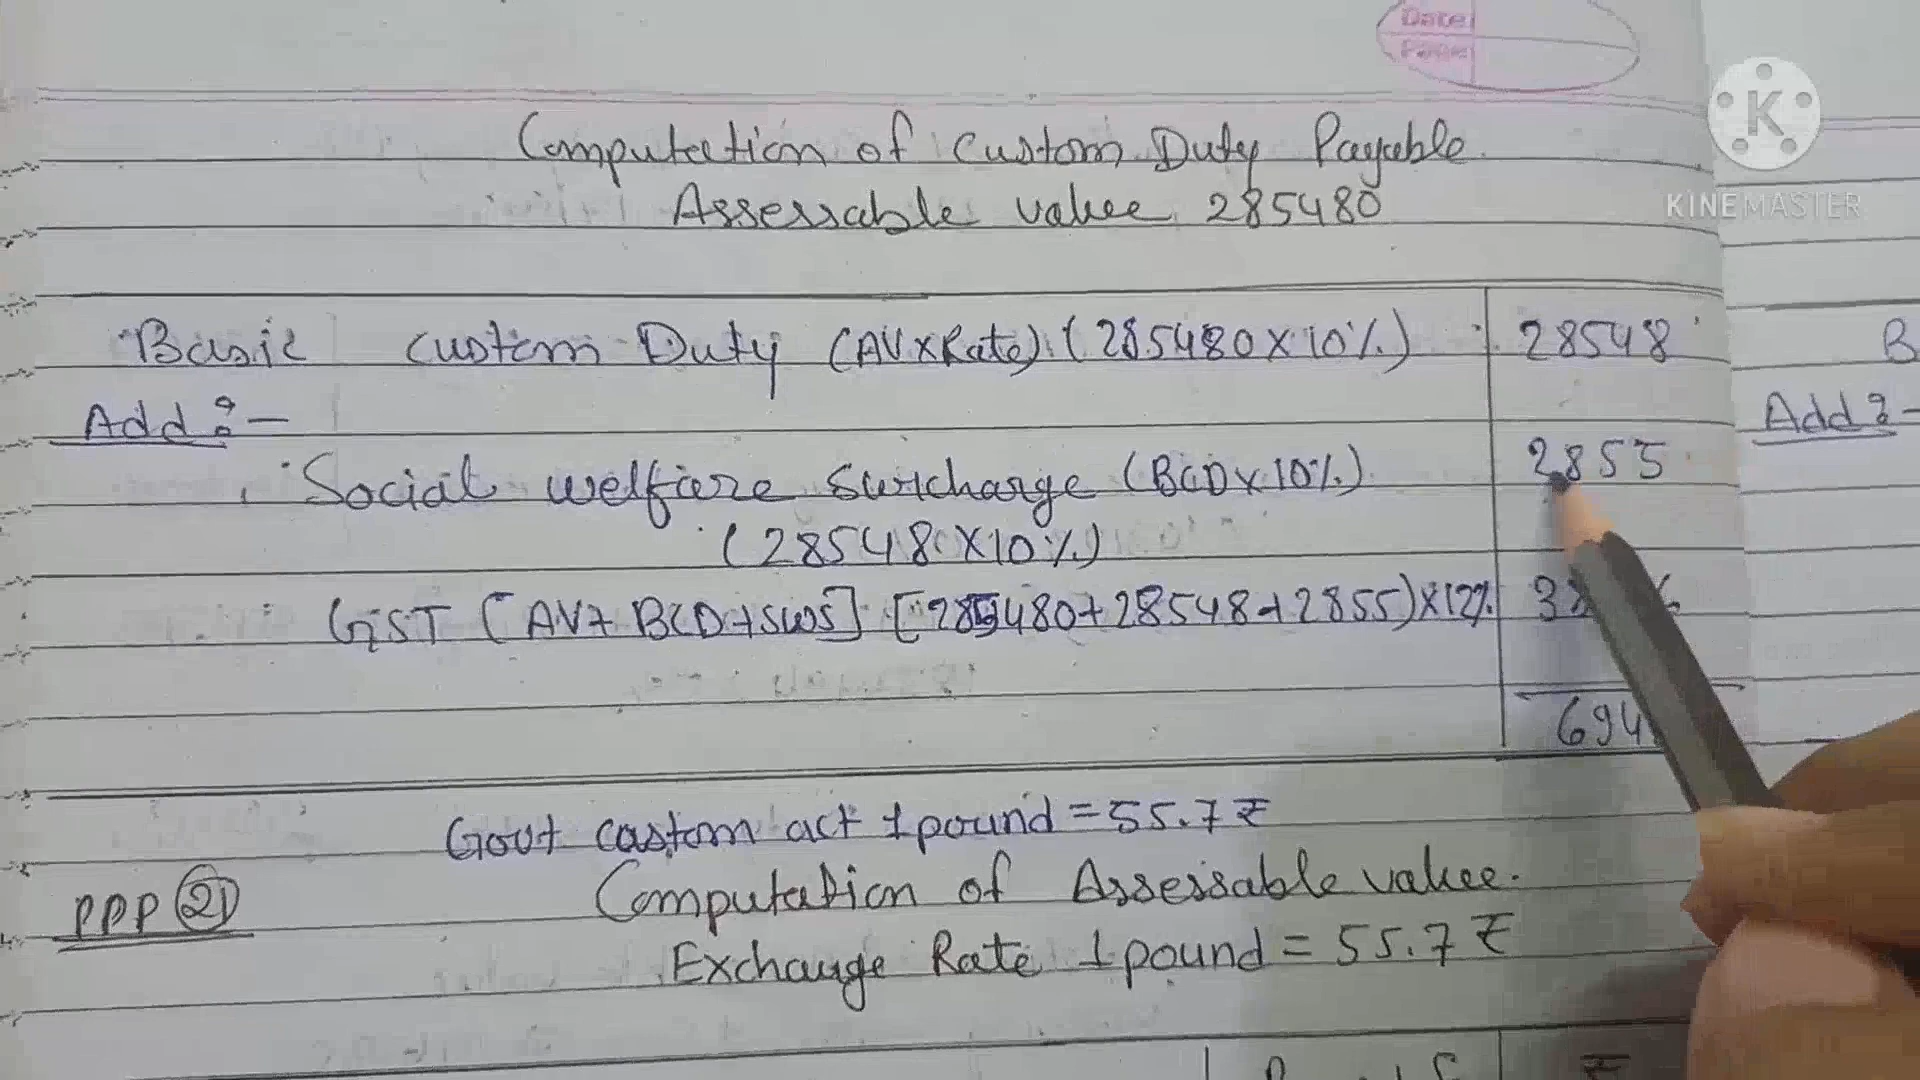 Date:
Page:
K
KINEMASTER
Computation of Custom Duty Payable
Assessable value 285480
Basic Custom Duty (AV×Rate) (285480×10%) 28548
Add :-
Social welfare Surcharge (BCD×10%) 2855
(28548×10%)
GST [AV+BCD+SWS] [285480+28548+2855)×12%
Govt custom act 1 pound = 55.7 ₹
PPP 2 Computation of Assessable value.
Exchange Rate 1 pound = 55.7 ₹
B
Add :-
₹